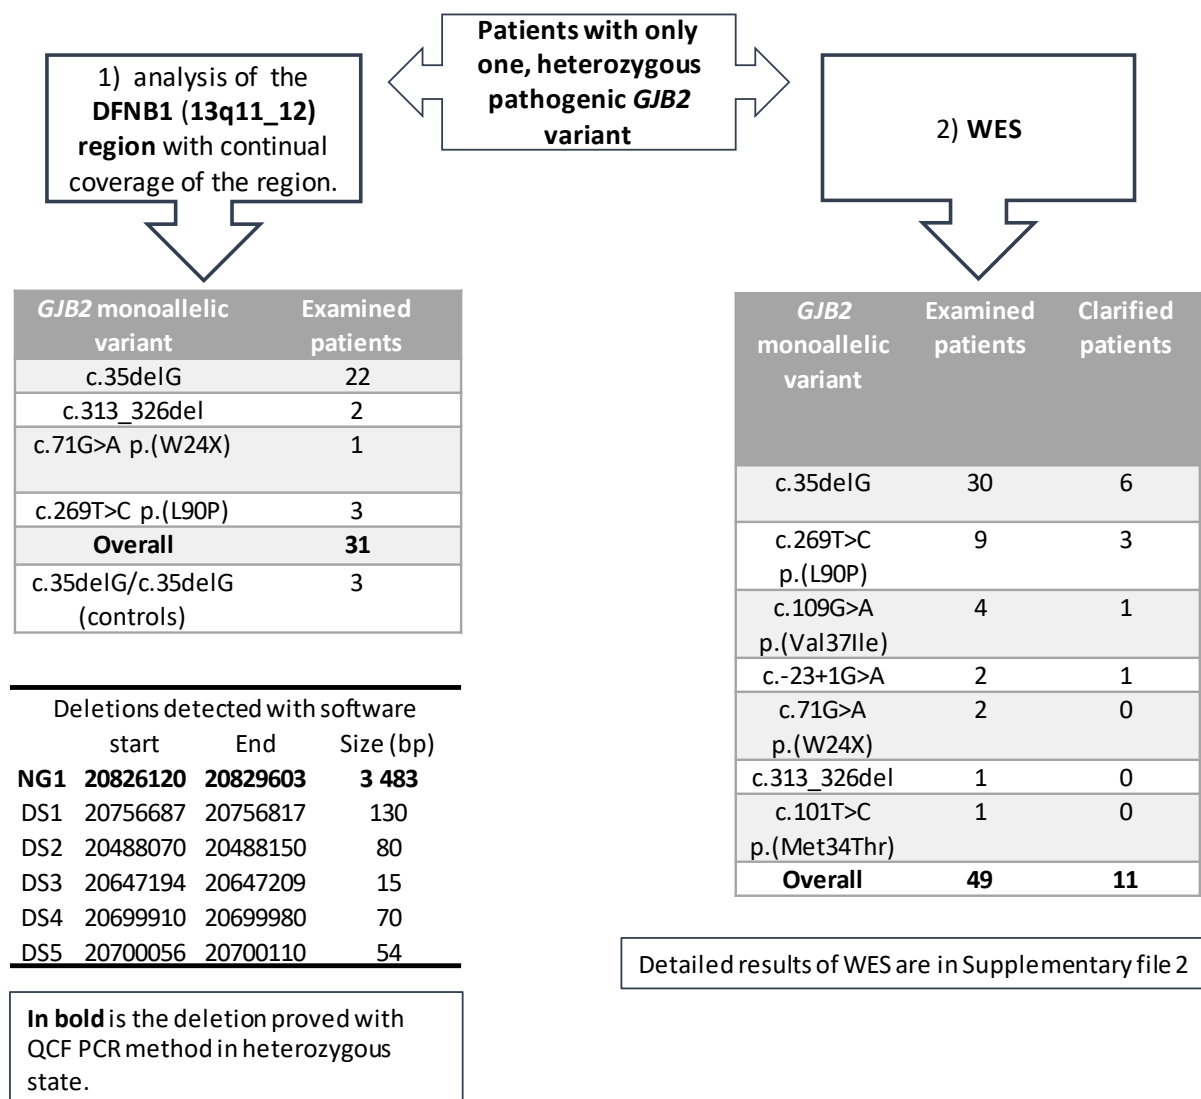 Patients with only
one, heterozygous
pathogenic GJB2
variant
1) analysis of the
DFNB1 (13q11_12)
region with continual
coverage of the region.
2) WES
GJB2 monoallelic Examined
variant patients
c.35delG 22
c.313_326del 2
c.71G>A p.(W24X) 1
c.269T>C p.(L90P) 3
Overall 31
c.35delG/c.35delG 3
(controls)
Deletions detected with software
start End Size (bp)
NG1 20826120 20829603 3 483
DS1 20756687 20756817 130
DS2 20488070 20488150 80
DS3 20647194 20647209 15
DS4 20699910 20699980 70
DS5 20700056 20700110 54
In bold is the deletion proved with
QCF PCR method in heterozygous
state.
GJB2 Examined Clarified
monoallelic patients patients
variant
c.35delG 30 6
c.269T>C 9 3
p.(L90P)
c.109G>A 4 1
p.(Val37Ile)
c.-23+1G>A 2 1
c.71G>A 2 0
p.(W24X)
c.313_326del 1 0
c.101T>C 1 0
p.(Met34Thr)
Overall 49 11
Detailed results of WES are in Supplementary file 2